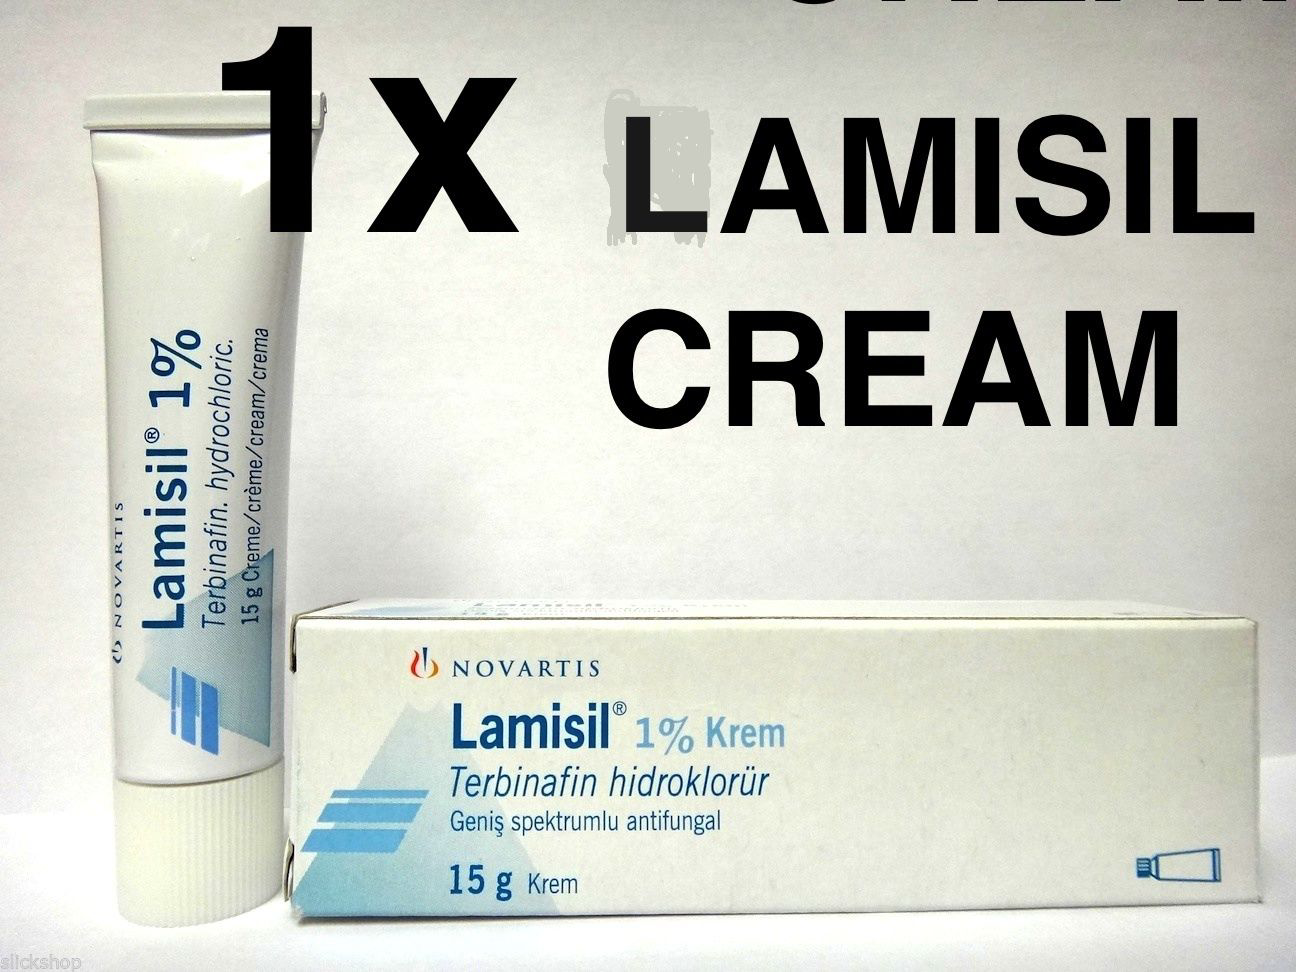 1x LAMISIL
CREAM
NOVARTIS
Lamisil® 1%
Terbinafin. hydrochloric.
15 g Creme/crème/cream/crema
NOVARTIS
Lamisil® 1% Krem
Terbinafin hidroklorür
Geniş spektrumlu antifungal
15 g Krem
slickshop